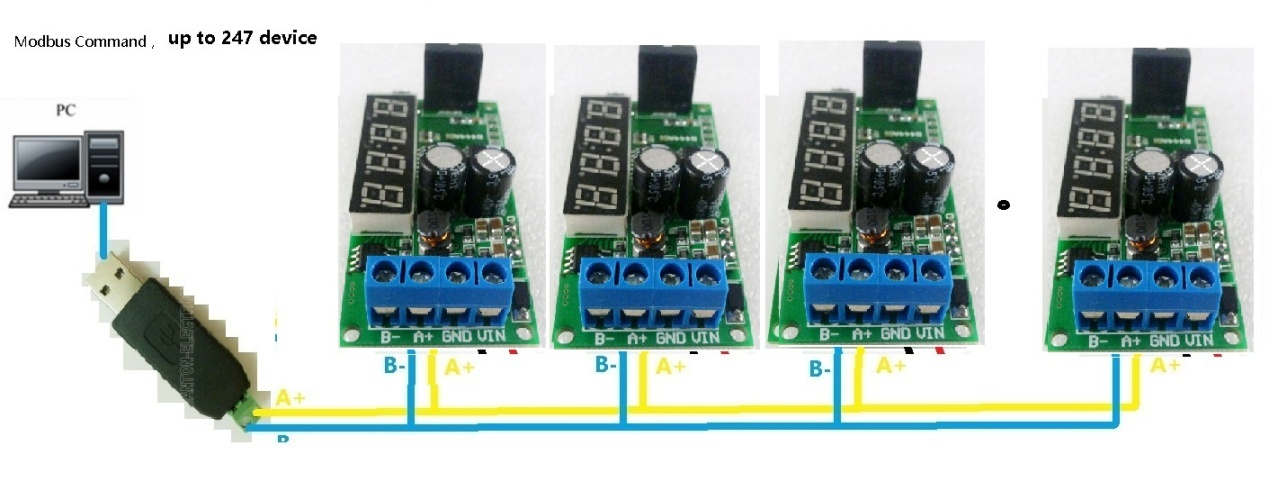 Modbus Command， up to 247 device
PC
B- A+ GND VIN
B- A+ GND VIN
B- A+ GND VIN
B- A+ GND VIN
B- A+
B- A+
B- A+
A+
A+
B